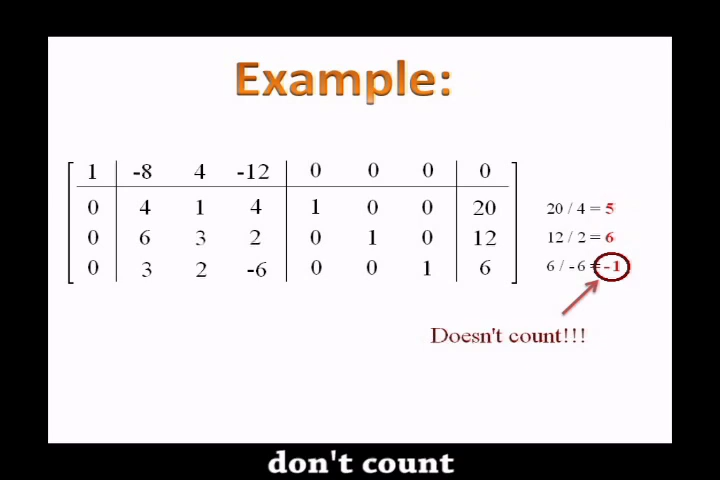 Example:
1 -8 4 -12 0 0 0 0
0 4 1 4 1 0 0 20
0 6 3 2 0 1 0 12
0 3 2 -6 0 0 1 6
20 / 4 = 5
12 / 2 = 6
6 / -6 = -1
Doesn't count!!!
don't count